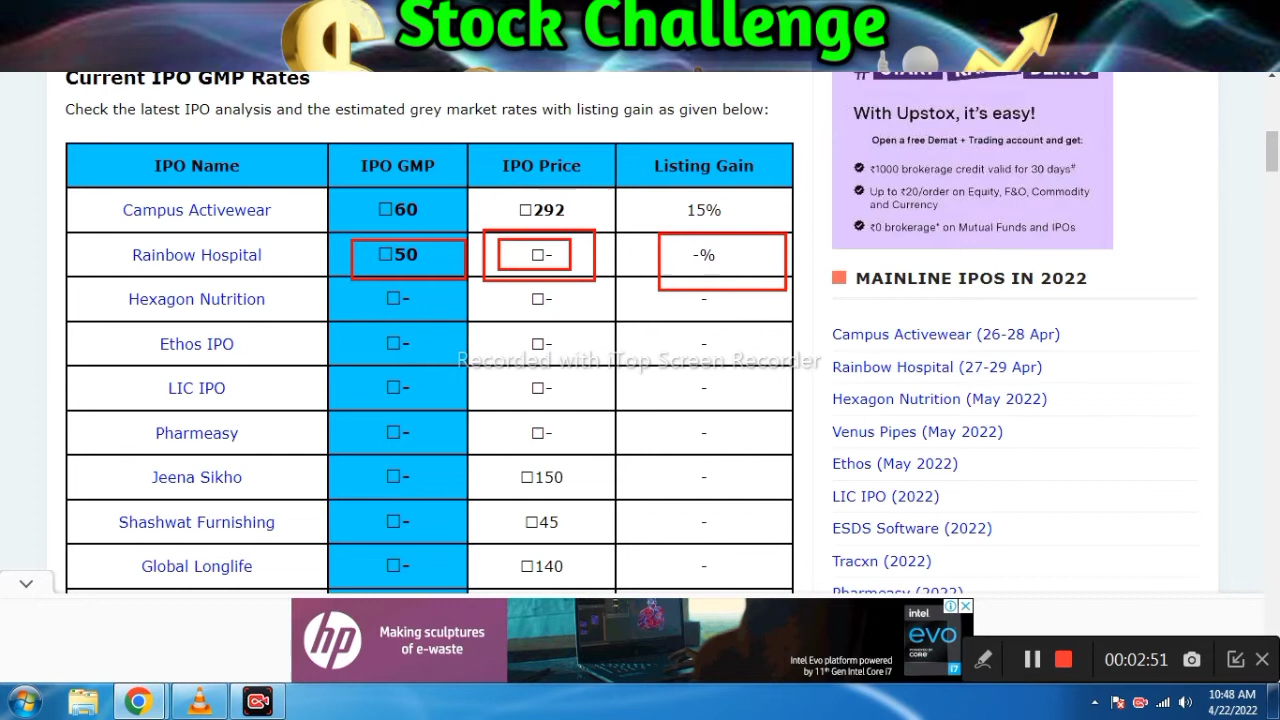 Stock Challenge
Current IPO GMP Rates
Check the latest IPO analysis and the estimated grey market rates with listing gain as given below:
IPO Name IPO GMP IPO Price Listing Gain
Campus Activewear □60 □292 15%
Rainbow Hospital □50 □- -%
Hexagon Nutrition □- □- -
Ethos IPO □- □- -
LIC IPO □- □- -
Pharmeasy □- □- -
Jeena Sikho □- □150 -
Shashwat Furnishing □- □45 -
Global Longlife □- □140 -
Recorded with iTop Screen Recorder
With Upstox, it's easy!
Open a free Demat + Trading account and get:
₹1000 brokerage credit valid for 30 days#
Up to ₹20/order on Equity, F&O, Commodity
and Currency
₹0 brokerage* on Mutual Funds and IPOs
MAINLINE IPOS IN 2022
Campus Activewear (26-28 Apr)
Rainbow Hospital (27-29 Apr)
Hexagon Nutrition (May 2022)
Venus Pipes (May 2022)
Ethos (May 2022)
LIC IPO (2022)
ESDS Software (2022)
Tracxn (2022)
Pharmeasy (2022)
hp
Making sculptures
of e-waste
Intel Evo platform powered
by 11th Gen Intel Core i7
intel
evo
POWERED BY
CORE
i7
00:02:51
10:48 AM
4/22/2022